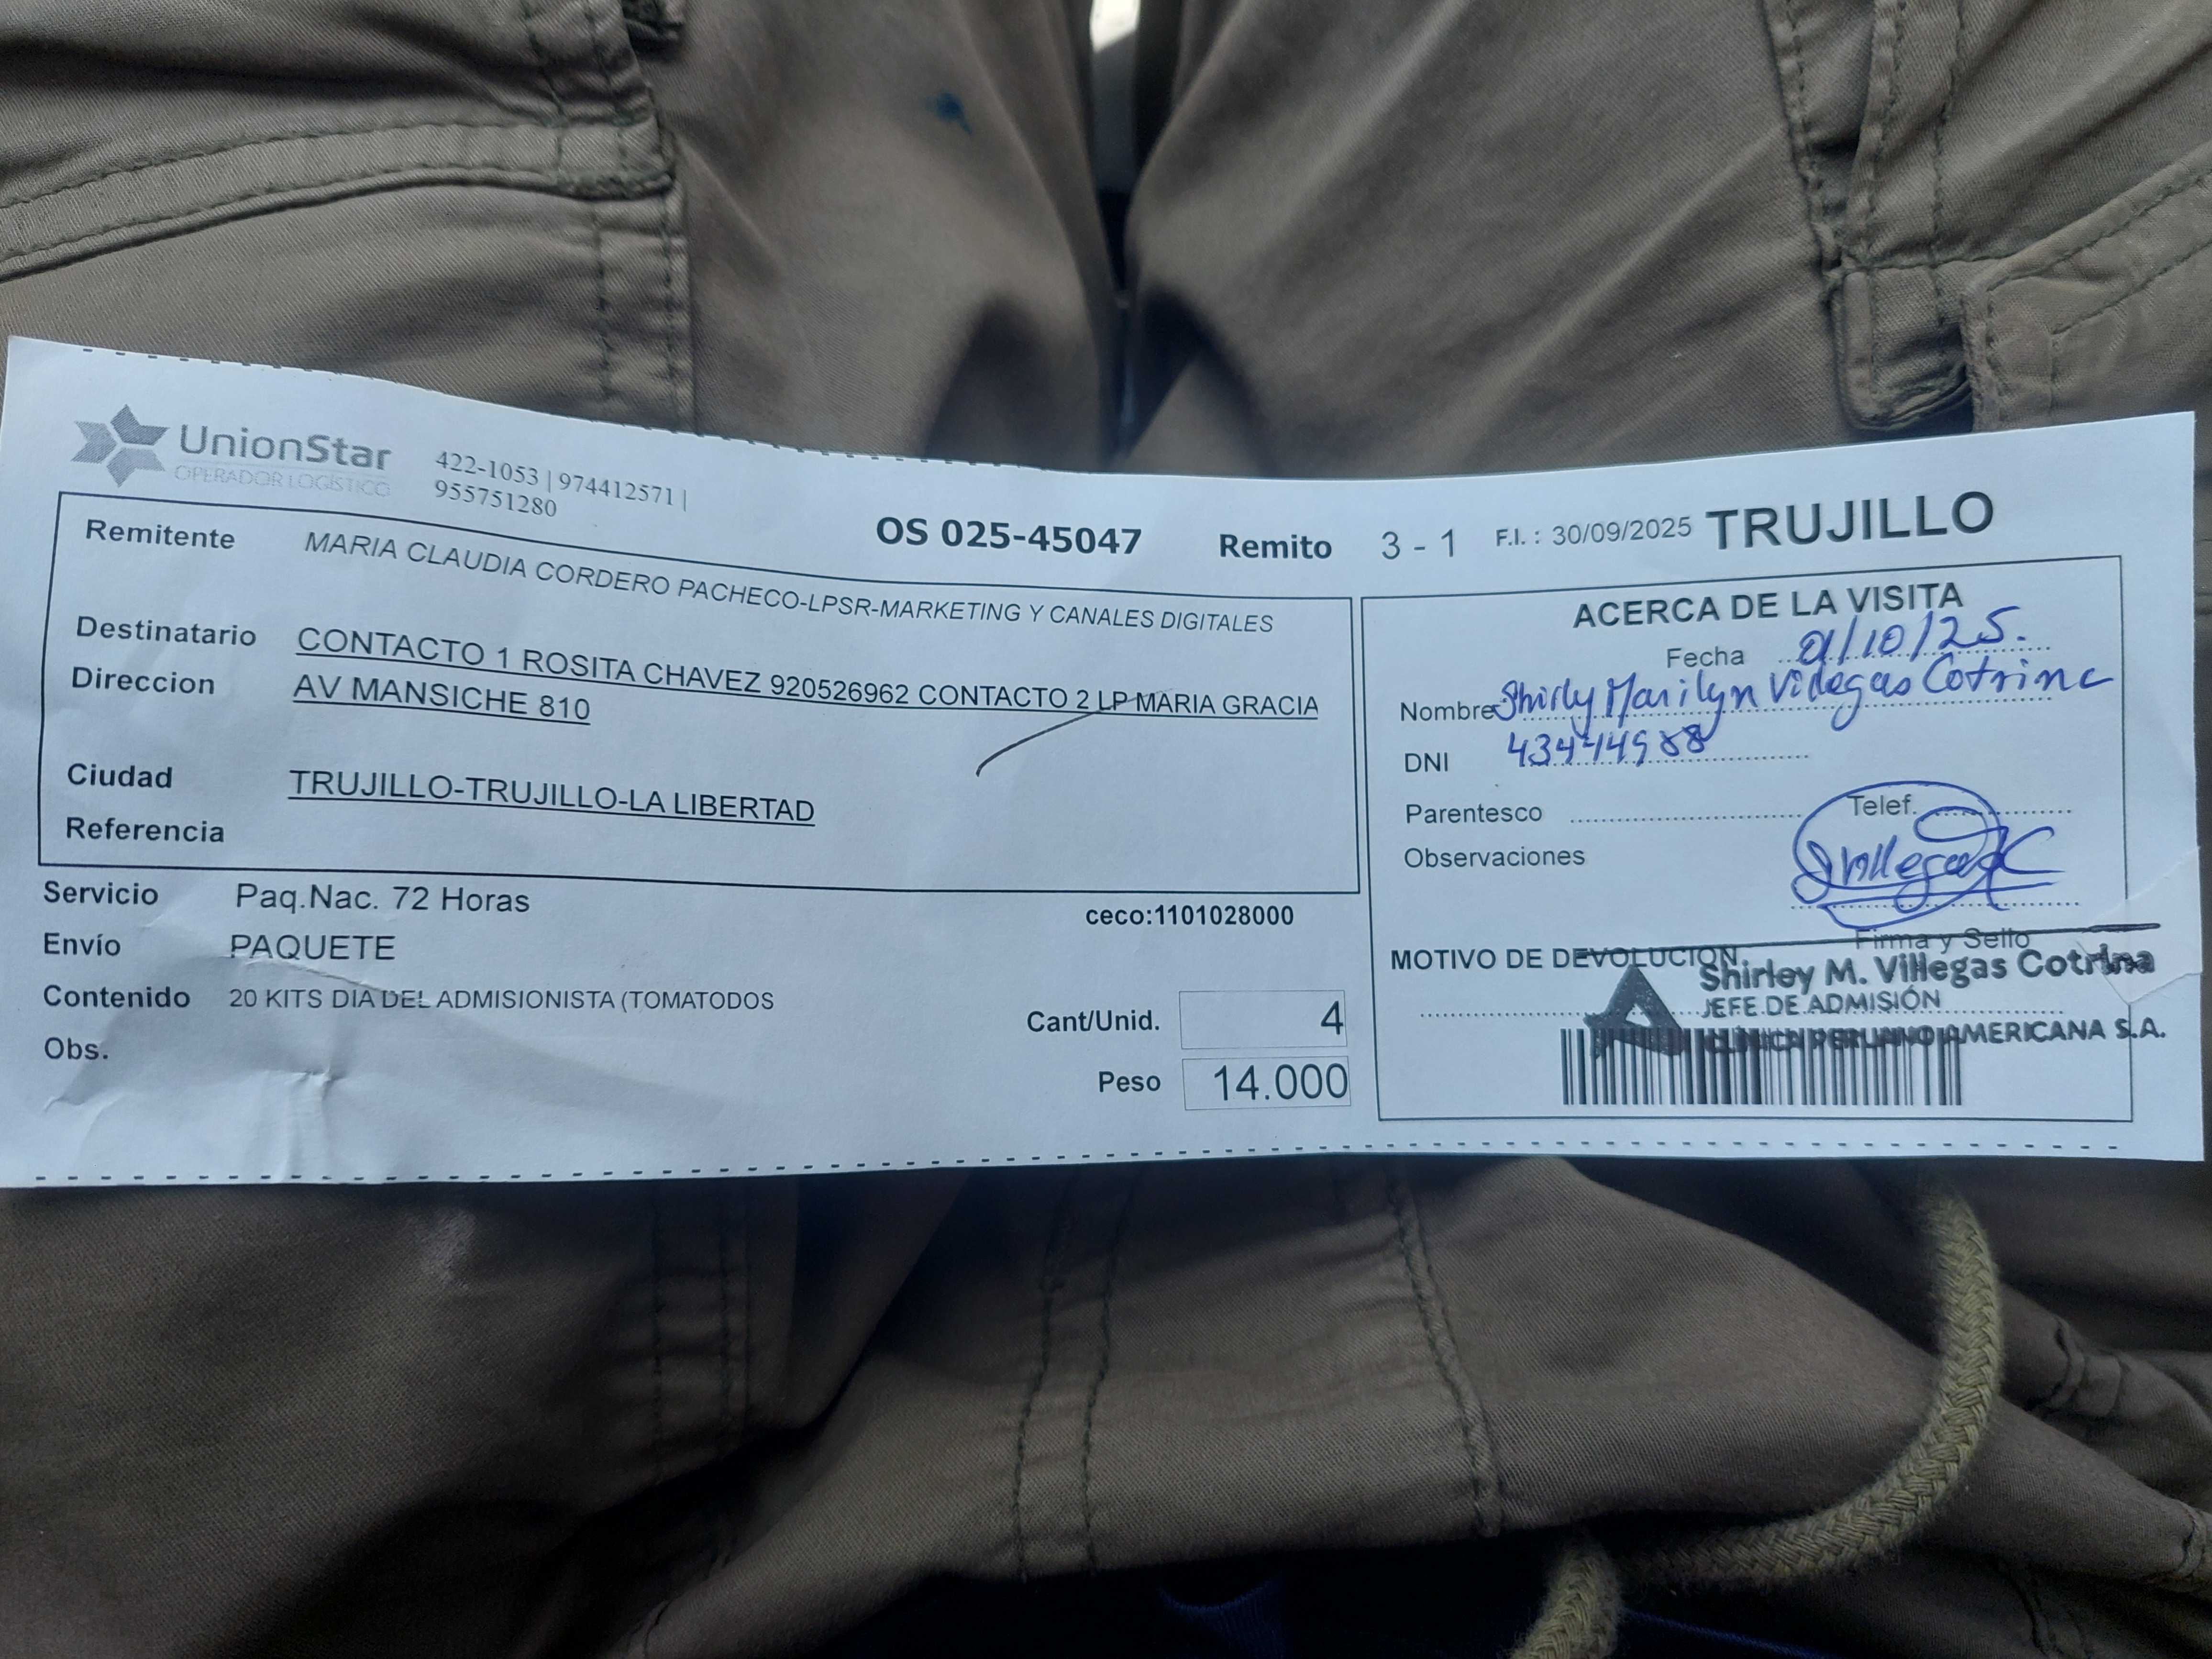 UnionStar
OPERADOR LOGÍSTICO
422-1053 | 974412571 |
955751280
OS 025-45047 Remito 3 - 1 F.I. : 30/09/2025 TRUJILLO
Remitente MARIA CLAUDIA CORDERO PACHECO-LPSR-MARKETING Y CANALES DIGITALES
Destinatario CONTACTO 1 ROSITA CHAVEZ 920526962 CONTACTO 2 LP MARIA GRACIA
Direccion AV MANSICHE 810
Ciudad TRUJILLO-TRUJILLO-LA LIBERTAD
Referencia
Servicio Paq.Nac. 72 Horas
ceco:1101028000
Envío PAQUETE
Contenido 20 KITS DIA DEL ADMISIONISTA (TOMATODOS
Cant/Unid. 4
Obs.
Peso 14.000
ACERCA DE LA VISITA
Fecha 01/10/25.
Nombre Shirly Marilyn Villegas Cotrina
DNI 43444988
Parentesco Telef.
Observaciones
Firma y Sello
MOTIVO DE DEVOLUCION.
Shirley M. Villegas Cotrina
JEFE DE ADMISIÓN
CLÍNICA PERUANO AMERICANA S.A.